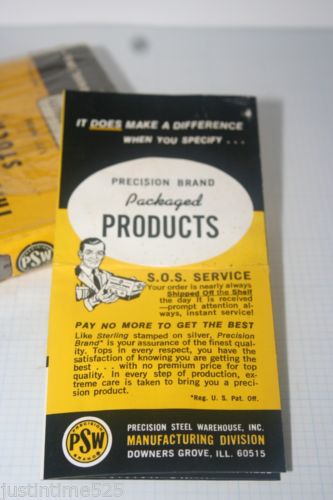 IT DOES MAKE A DIFFERENCE
WHEN YOU SPECIFY . . .
PRECISION BRAND
Packaged
PRODUCTS
S.O.S. SERVICE
Your order is nearly always
Shipped Off the Shelf
the day it is received
—prompt attention al-
ways, instant service!
PAY NO MORE TO GET THE BEST
Like Sterling stamped on silver, Precision
Brand* is your assurance of the finest qual-
ity. Tops in every respect, you have the
satisfaction of knowing you are getting the
best . . . with no premium price for top
quality. In every step of production, ex-
treme care is taken to bring you a preci-
sion product.
*Reg. U. S. Pat. Off.
PRECISION
PSW
BRAND
PRECISION STEEL WAREHOUSE, INC.
MANUFACTURING DIVISION
DOWNERS GROVE, ILL. 60515
PSW
justintime525